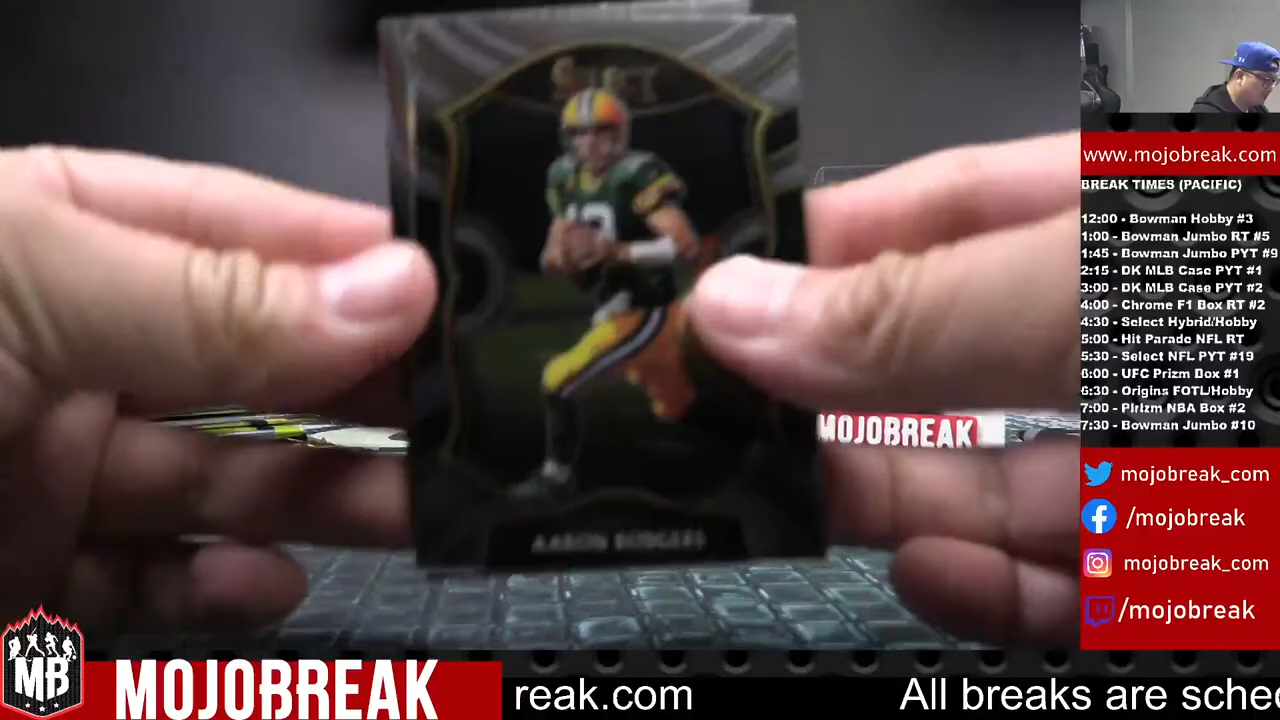 SELECT
12
AARON RODGERS
MOJOBREAK
www.mojobreak.com
BREAK TIMES (PACIFIC)
12:00 - Bowman Hobby #3
1:00 - Bowman Jumbo RT #5
1:45 - Bowman Jumbo PYT #9
2:15 - DK MLB Case PYT #1
3:00 - DK MLB Case PYT #2
4:00 - Chrome F1 Box RT #2
4:30 - Select Hybrid/Hobby
5:00 - Hit Parade NFL RT
5:30 - Select NFL PYT #19
6:00 - UFC Prizm Box #1
6:30 - Origins FOTL/Hobby
7:00 - Pirizm NBA Box #2
7:30 - Bowman Jumbo #10
mojobreak_com
/mojobreak
mojobreak_com
/mojobreak
MB
MOJOBREAK
reak.com All breaks are sche